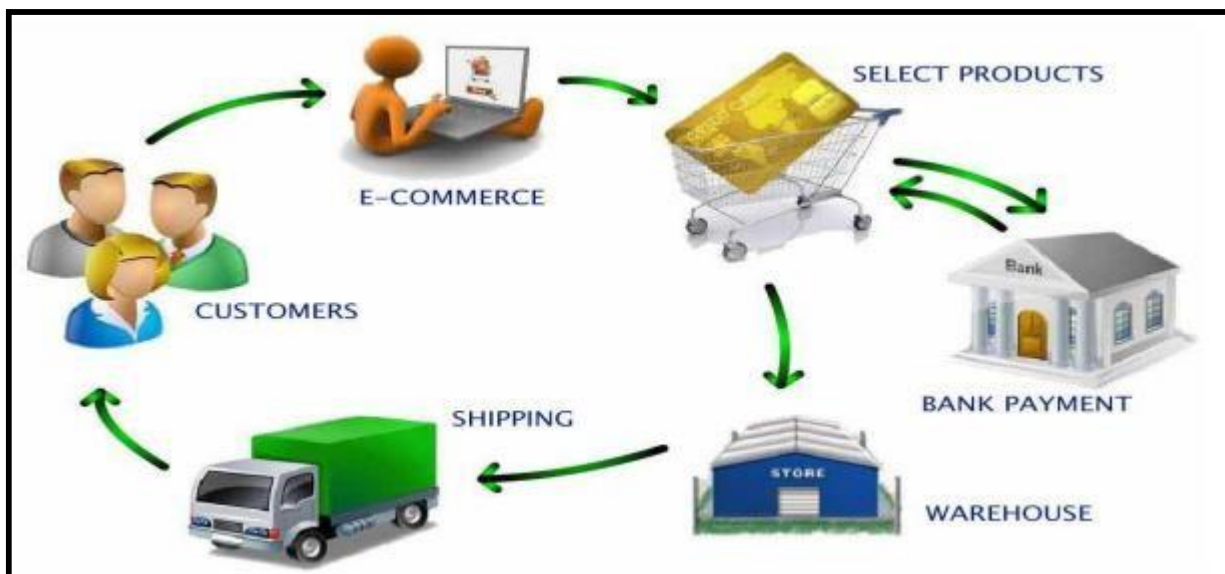 SELECT PRODUCTS
E-COMMERCE
Bank
CUSTOMERS
BANK PAYMENT
SHIPPING
STORE
WAREHOUSE